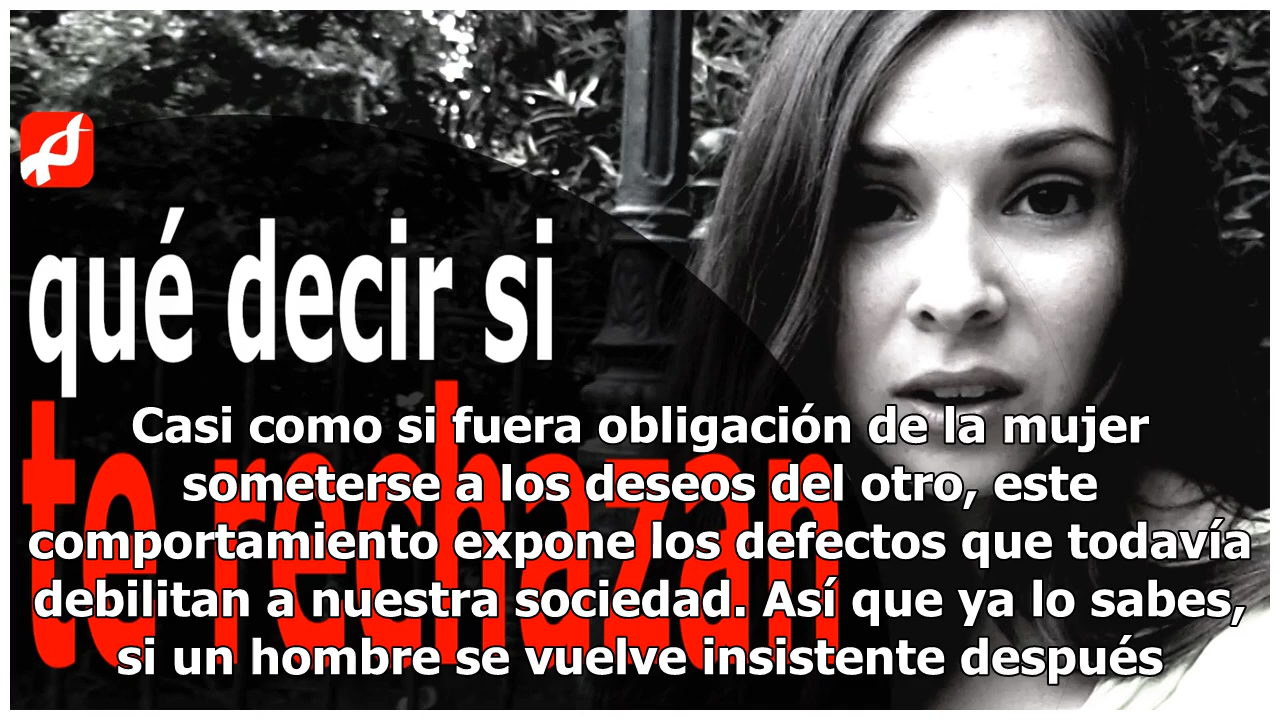 qué decir si
te rechazan
Casi como si fuera obligación de la mujer
someterse a los deseos del otro, este
comportamiento expone los defectos que todavía
debilitan a nuestra sociedad. Así que ya lo sabes,
si un hombre se vuelve insistente después